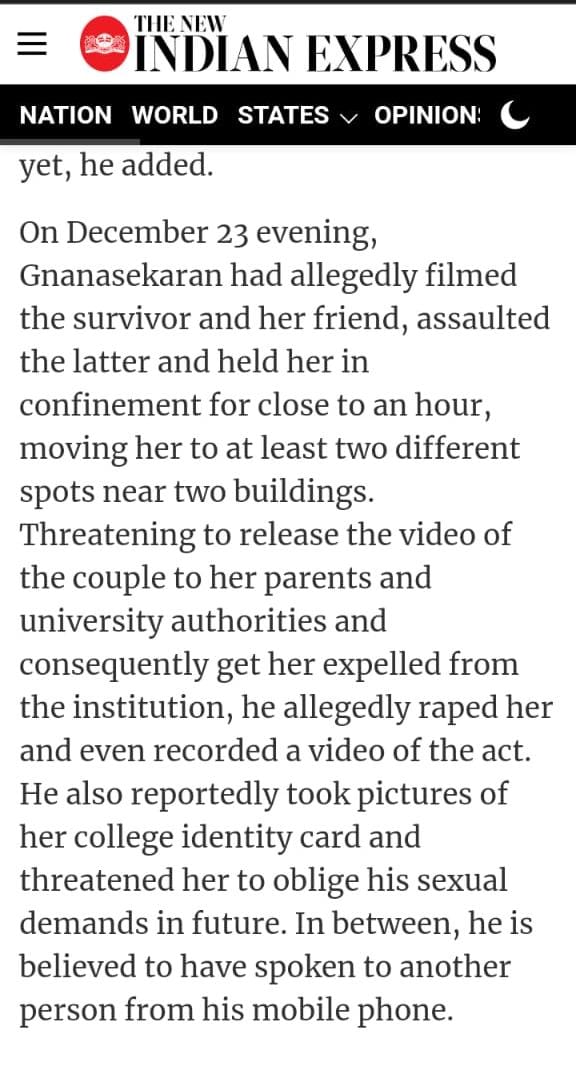 THE NEW
INDIAN EXPRESS
NATION WORLD STATES OPINION
yet, he added.
On December 23 evening,
Gnanasekaran had allegedly filmed
the survivor and her friend, assaulted
the latter and held her in
confinement for close to an hour,
moving her to at least two different
spots near two buildings.
Threatening to release the video of
the couple to her parents and
university authorities and
consequently get her expelled from
the institution, he allegedly raped her
and even recorded a video of the act.
He also reportedly took pictures of
her college identity card and
threatened her to oblige his sexual
demands in future. In between, he is
believed to have spoken to another
person from his mobile phone.